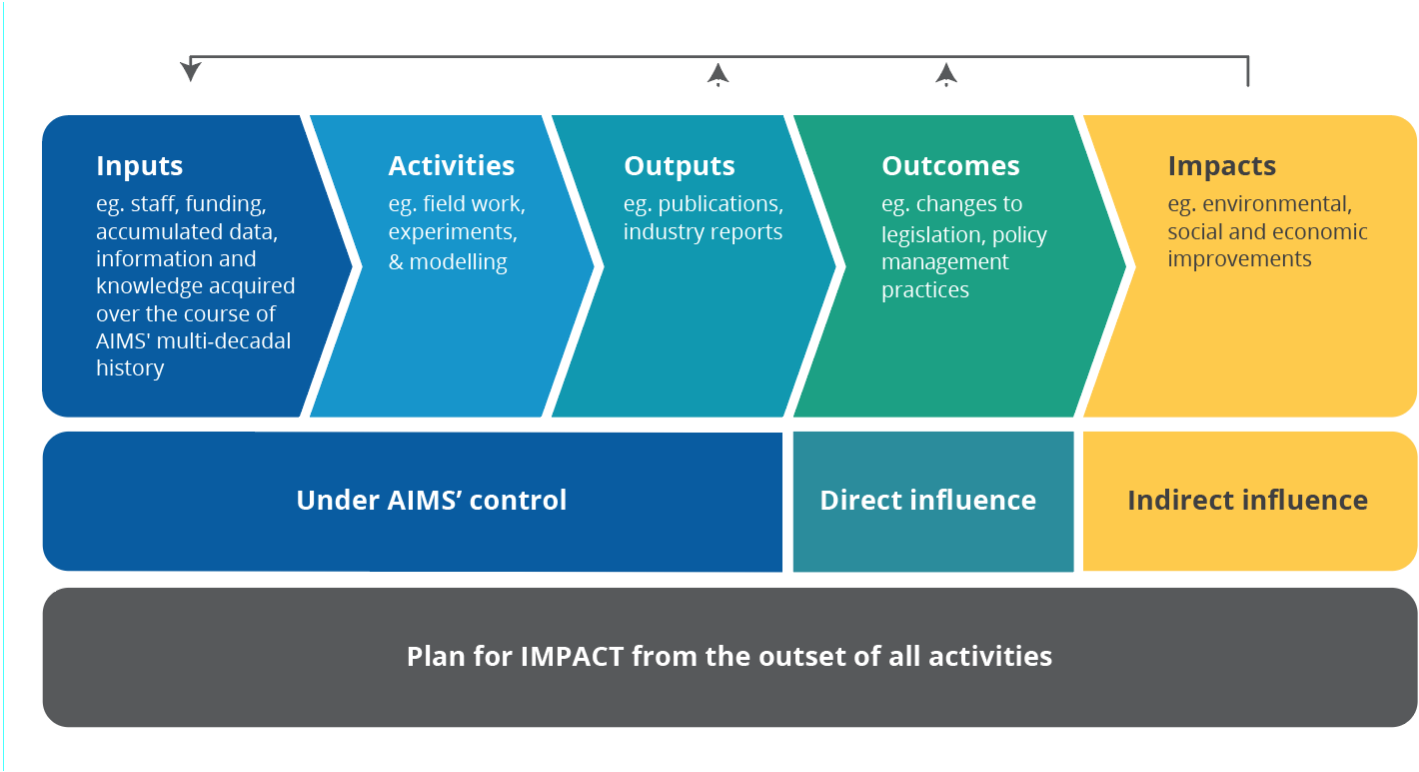 Inputs
eg. staff, funding,
accumulated data,
information and
knowledge acquired
over the course of
AIMS' multi-decadal
history
Activities
eg. field work,
experiments,
& modelling
Outputs
eg. publications,
industry reports
Outcomes
eg. changes to
legislation, policy
management
practices
Impacts
eg. environmental,
social and economic
improvements
Under AIMS’ control
Direct influence
Indirect influence
Plan for IMPACT from the outset of all activities